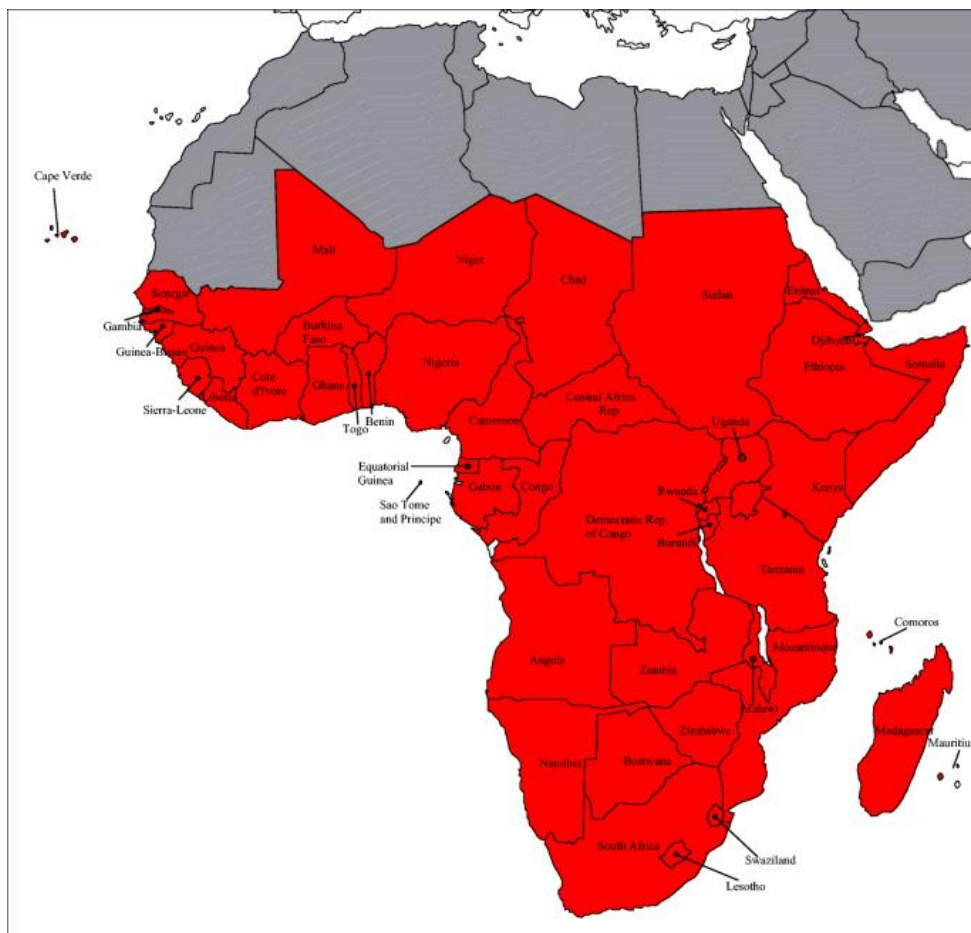 Cape Verde
Mali
Niger
Chad
Sudan
Eritrea
Senegal
Gambia
Guinea-Bissau
Guinea
Burkina
Faso
Djibouti
Nigeria
Ethiopia
Somalia
Cote
d'Ivore
Ghana
Liberia
Sierra-Leone
Togo
Benin
Central Africa
Rep.
Cameroon
Uganda
Equatorial
Guinea
Gabon
Congo
Kenya
Rwanda
Sao Tome
and Principe
Democratic Rep.
of Congo
Burundi
Tanzania
Comoros
Angola
Zambia
Mozambique
Malawi
Zimbabwe
Madagascar
Mauritiu
Namibia
Bostwana
South Africa
Swaziland
Lesotho